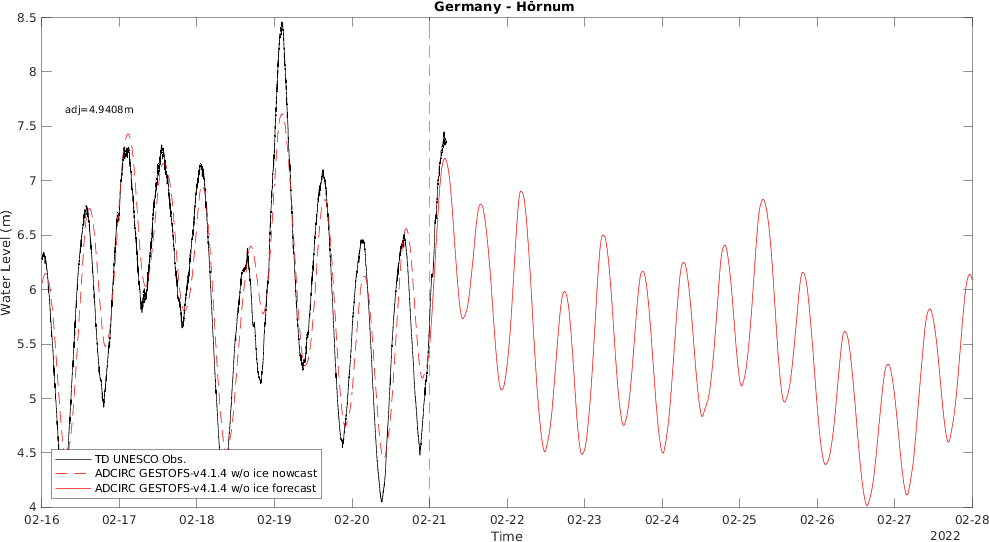 Germany - Hörnum
8.5
8
7.5
7
6.5
6
5.5
5
4.5
4
Water Level (m)
adj=4.9408m
TD UNESCO Obs.
ADCIRC GESTOFS-v4.1.4 w/o ice nowcast
ADCIRC GESTOFS-v4.1.4 w/o ice forecast
02-16 02-17 02-18 02-19 02-20 02-21 02-22 02-23 02-24 02-25 02-26 02-27 02-28
Time
2022